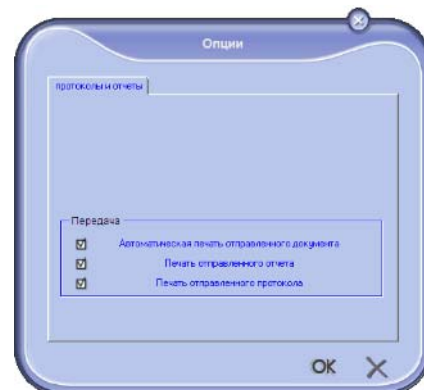 Опции
протоколы и отчеты
Передача
Автоматическая печать отправленного документа
Печать отправленного отчета
Печать отправленного протокола
OK